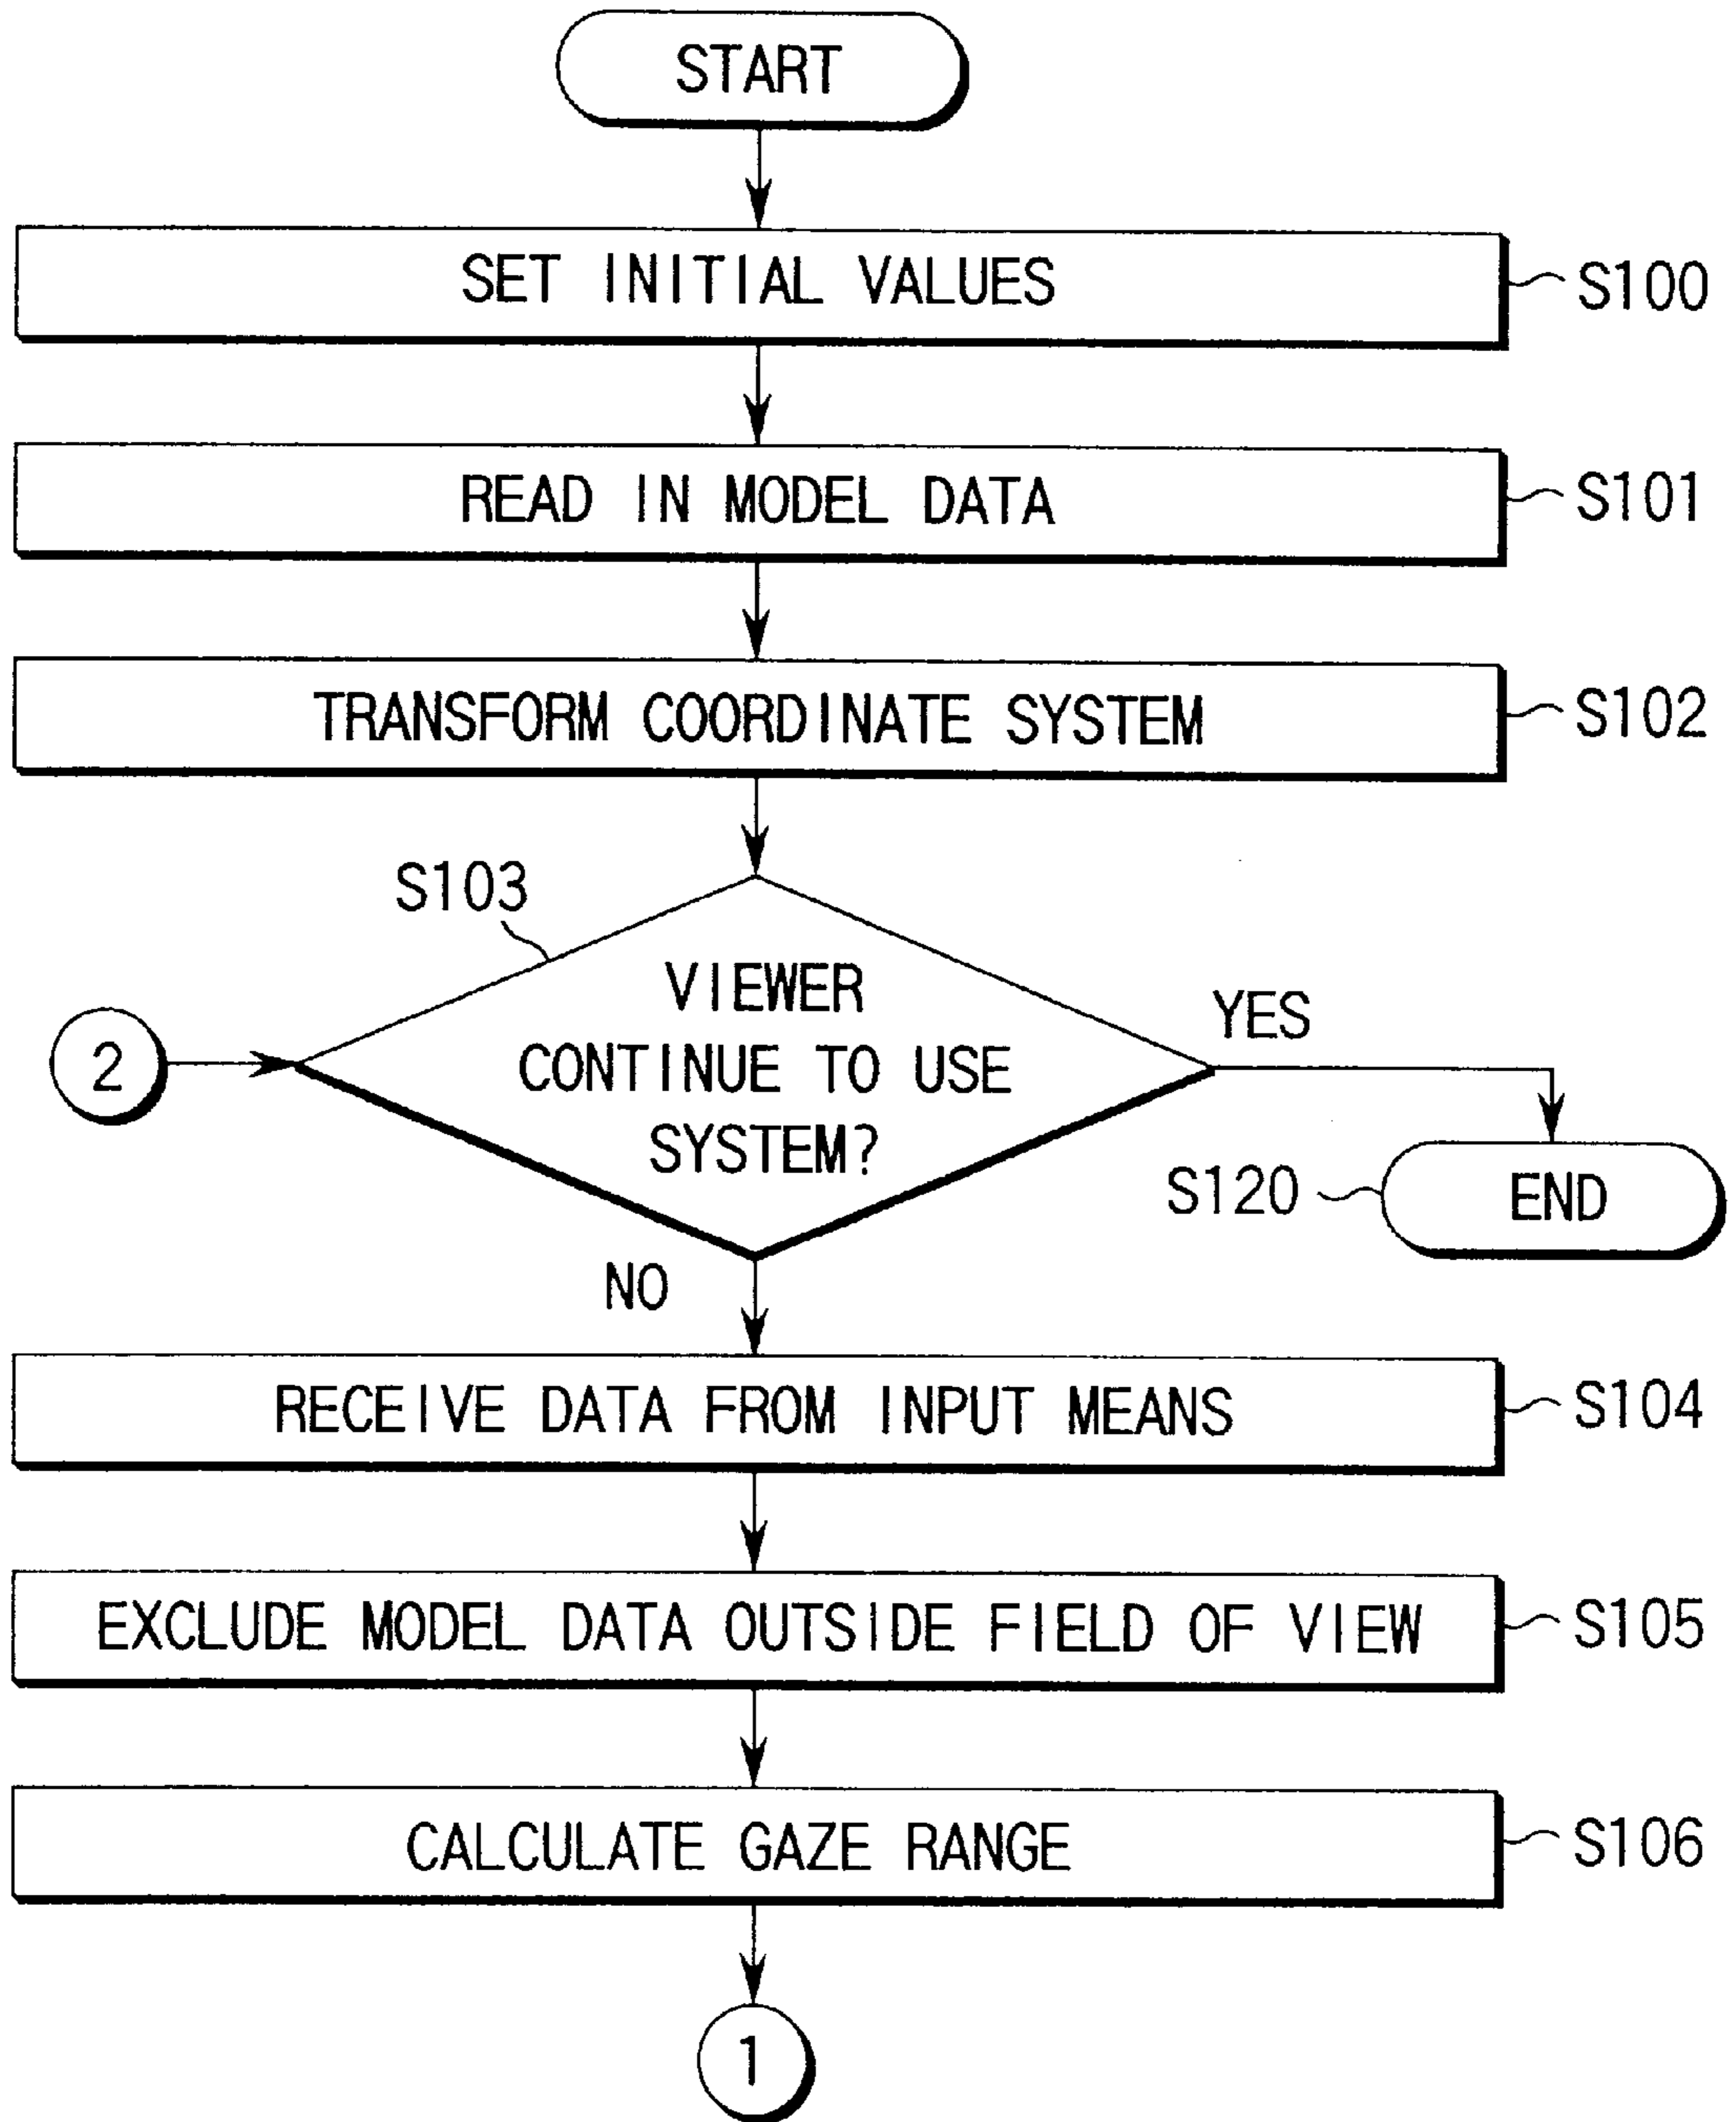 START
SET INITIAL VALUES
S100
READ IN MODEL DATA
S101
TRANSFORM COORDINATE SYSTEM
S102
S103
VIEWER
CONTINUE TO USE
SYSTEM?
YES
2
S120
END
NO
RECEIVE DATA FROM INPUT MEANS
S104
EXCLUDE MODEL DATA OUTSIDE FIELD OF VIEW
S105
CALCULATE GAZE RANGE
S106
1